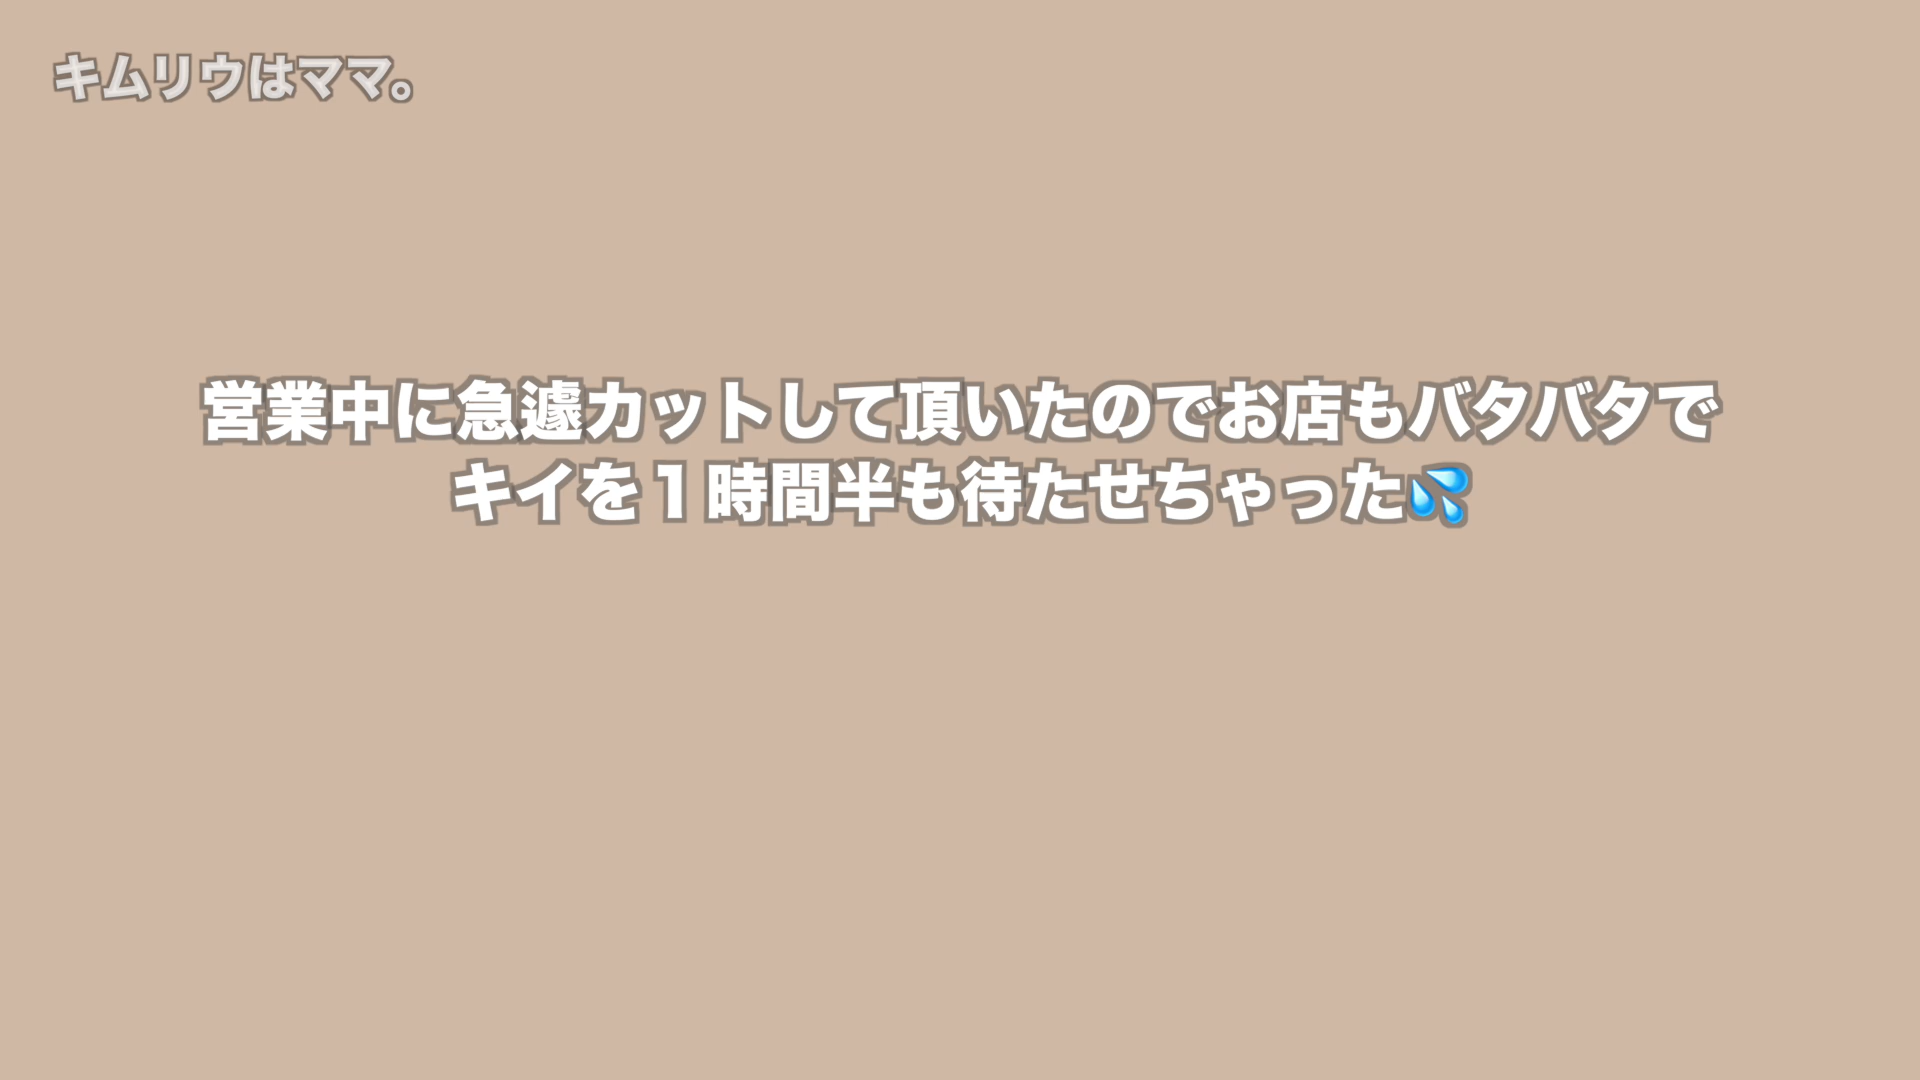 キムリウはママ。
営業中に急遽カットして頂いたのでお店もバタバタで
キイを１時間半も待たせちゃった💦